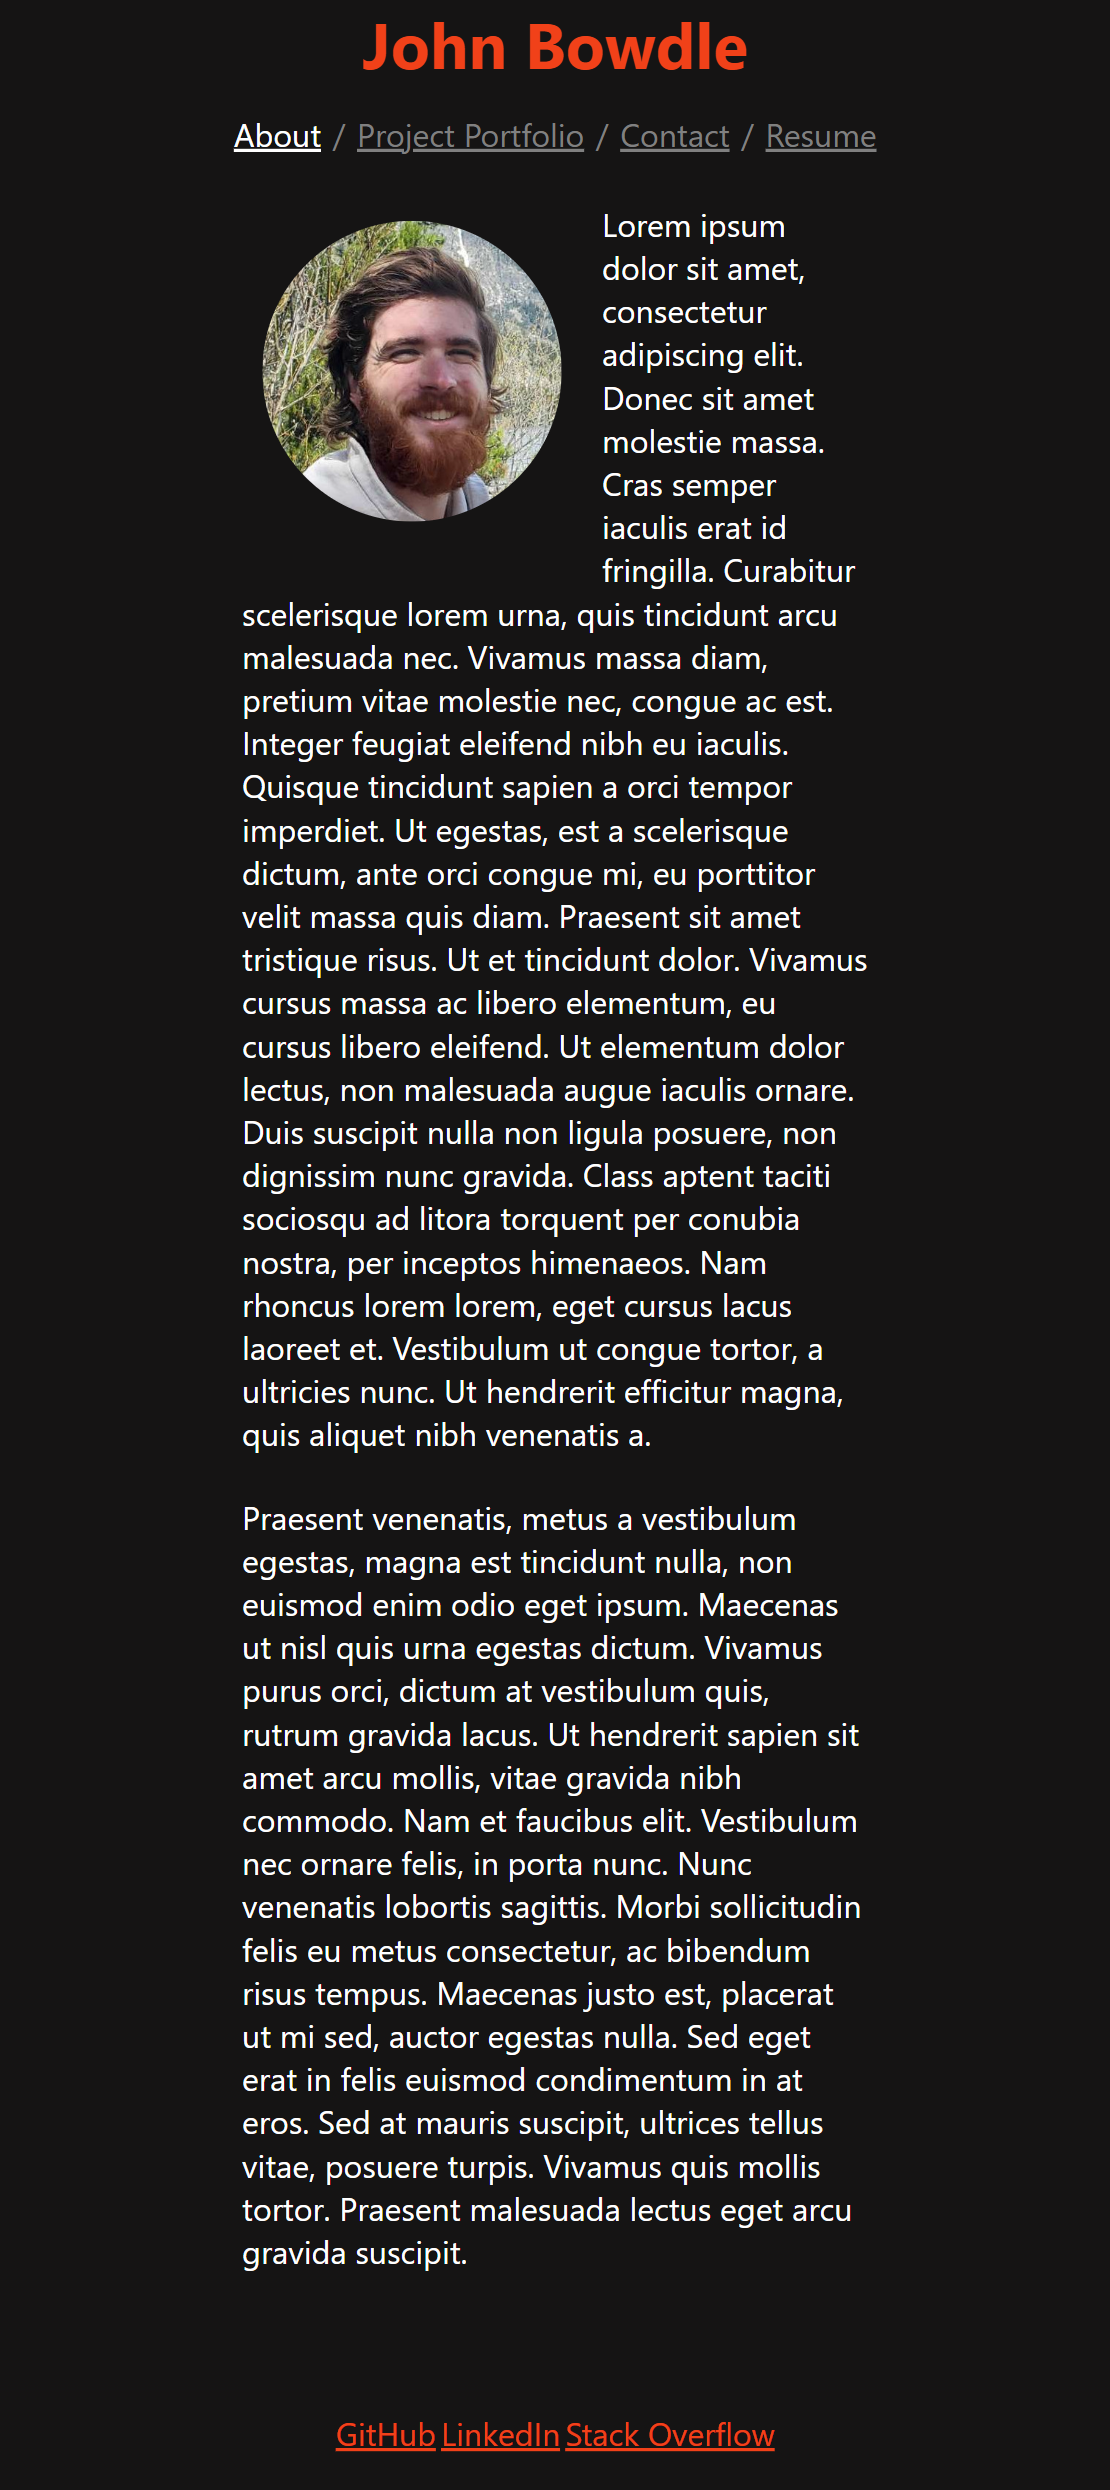 John Bowdle
About / Project Portfolio / Contact / Resume
Lorem ipsum
dolor sit amet,
consectetur
adipiscing elit.
Donec sit amet
molestie massa.
Cras semper
iaculis erat id
fringilla. Curabitur
scelerisque lorem urna, quis tincidunt arcu
malesuada nec. Vivamus massa diam,
pretium vitae molestie nec, congue ac est.
Integer feugiat eleifend nibh eu iaculis.
Quisque tincidunt sapien a orci tempor
imperdiet. Ut egestas, est a scelerisque
dictum, ante orci congue mi, eu porttitor
velit massa quis diam. Praesent sit amet
tristique risus. Ut et tincidunt dolor. Vivamus
cursus massa ac libero elementum, eu
cursus libero eleifend. Ut elementum dolor
lectus, non malesuada augue iaculis ornare.
Duis suscipit nulla non ligula posuere, non
dignissim nunc gravida. Class aptent taciti
sociosqu ad litora torquent per conubia
nostra, per inceptos himenaeos. Nam
rhoncus lorem lorem, eget cursus lacus
laoreet et. Vestibulum ut congue tortor, a
ultricies nunc. Ut hendrerit efficitur magna,
quis aliquet nibh venenatis a.
Praesent venenatis, metus a vestibulum
egestas, magna est tincidunt nulla, non
euismod enim odio eget ipsum. Maecenas
ut nisl quis urna egestas dictum. Vivamus
purus orci, dictum at vestibulum quis,
rutrum gravida lacus. Ut hendrerit sapien sit
amet arcu mollis, vitae gravida nibh
commodo. Nam et faucibus elit. Vestibulum
nec ornare felis, in porta nunc. Nunc
venenatis lobortis sagittis. Morbi sollicitudin
felis eu metus consectetur, ac bibendum
risus tempus. Maecenas justo est, placerat
ut mi sed, auctor egestas nulla. Sed eget
erat in felis euismod condimentum in at
eros. Sed at mauris suscipit, ultrices tellus
vitae, posuere turpis. Vivamus quis mollis
tortor. Praesent malesuada lectus eget arcu
gravida suscipit.
GitHub LinkedIn Stack Overflow